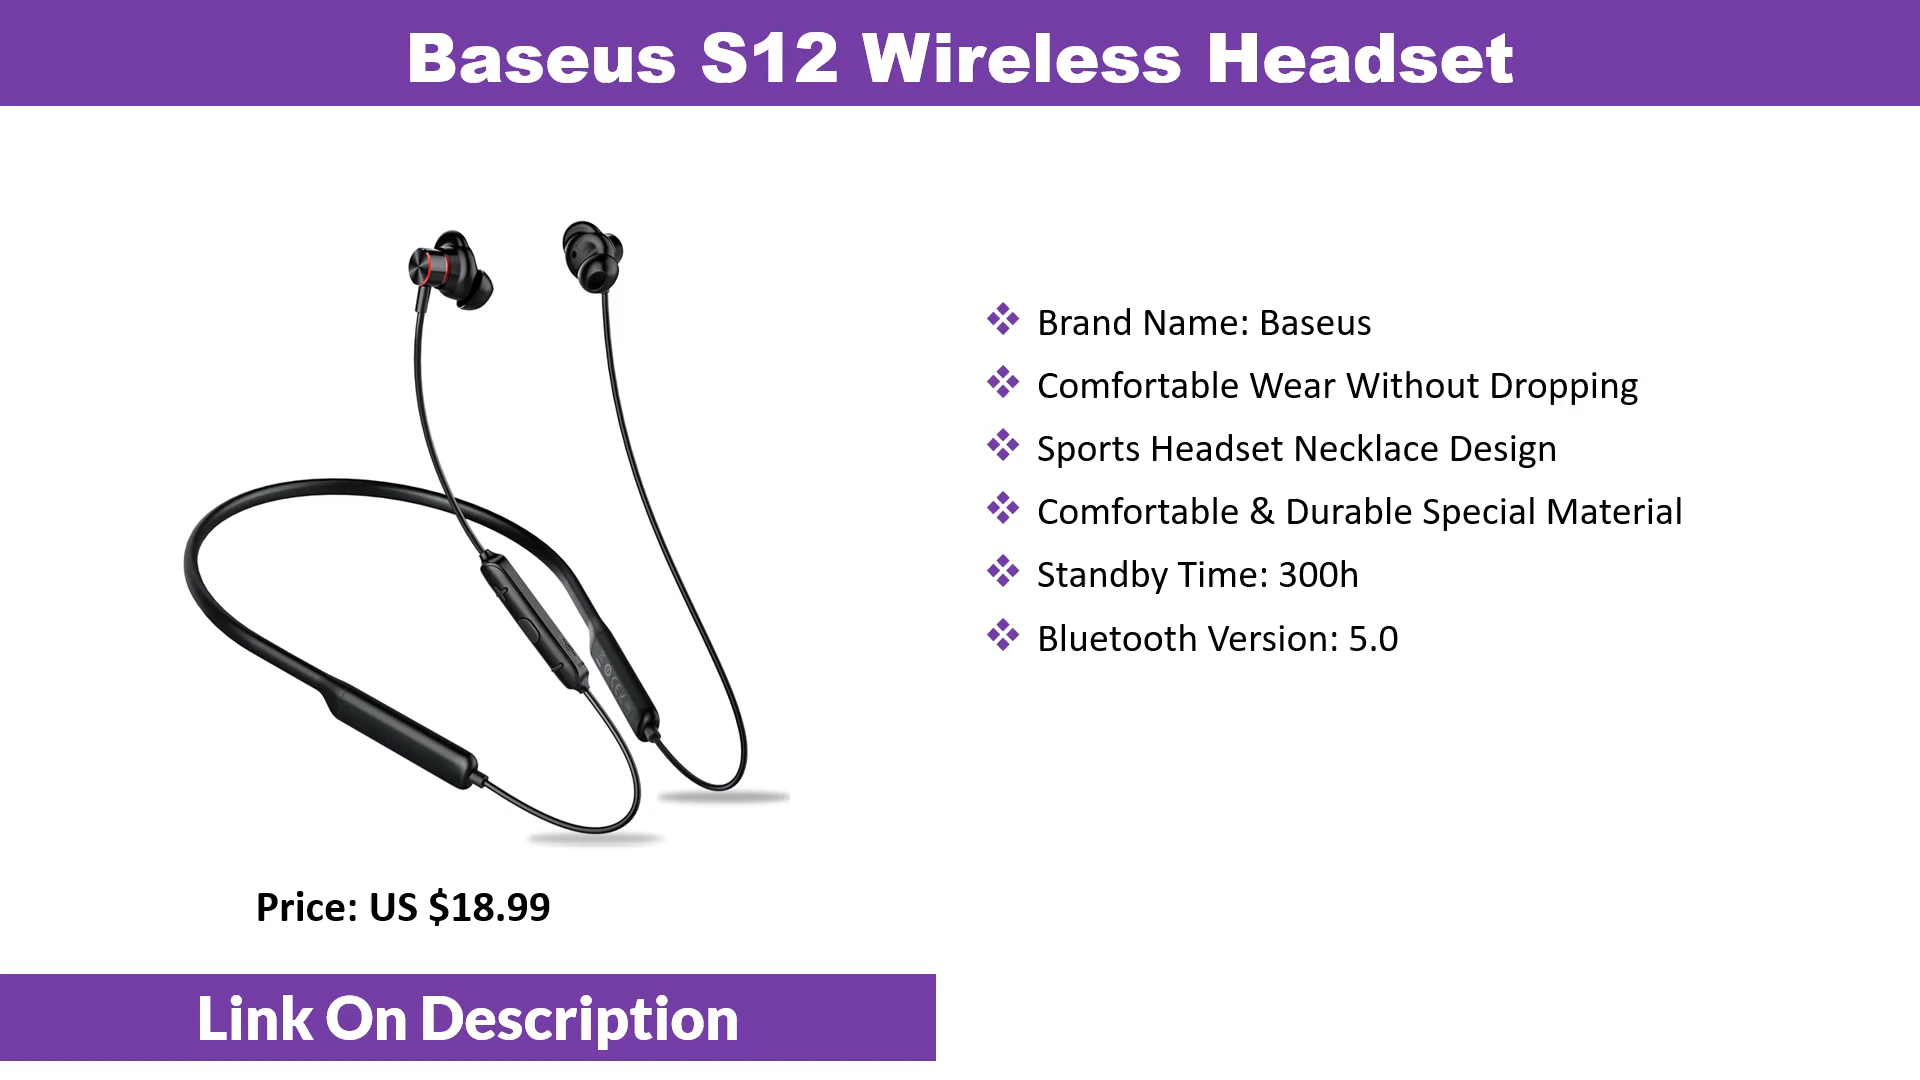 Baseus S12 Wireless Headset
Brand Name: Baseus
Comfortable Wear Without Dropping
Sports Headset Necklace Design
Comfortable & Durable Special Material
Standby Time: 300h
Bluetooth Version: 5.0
Price: US $18.99
Link On Description